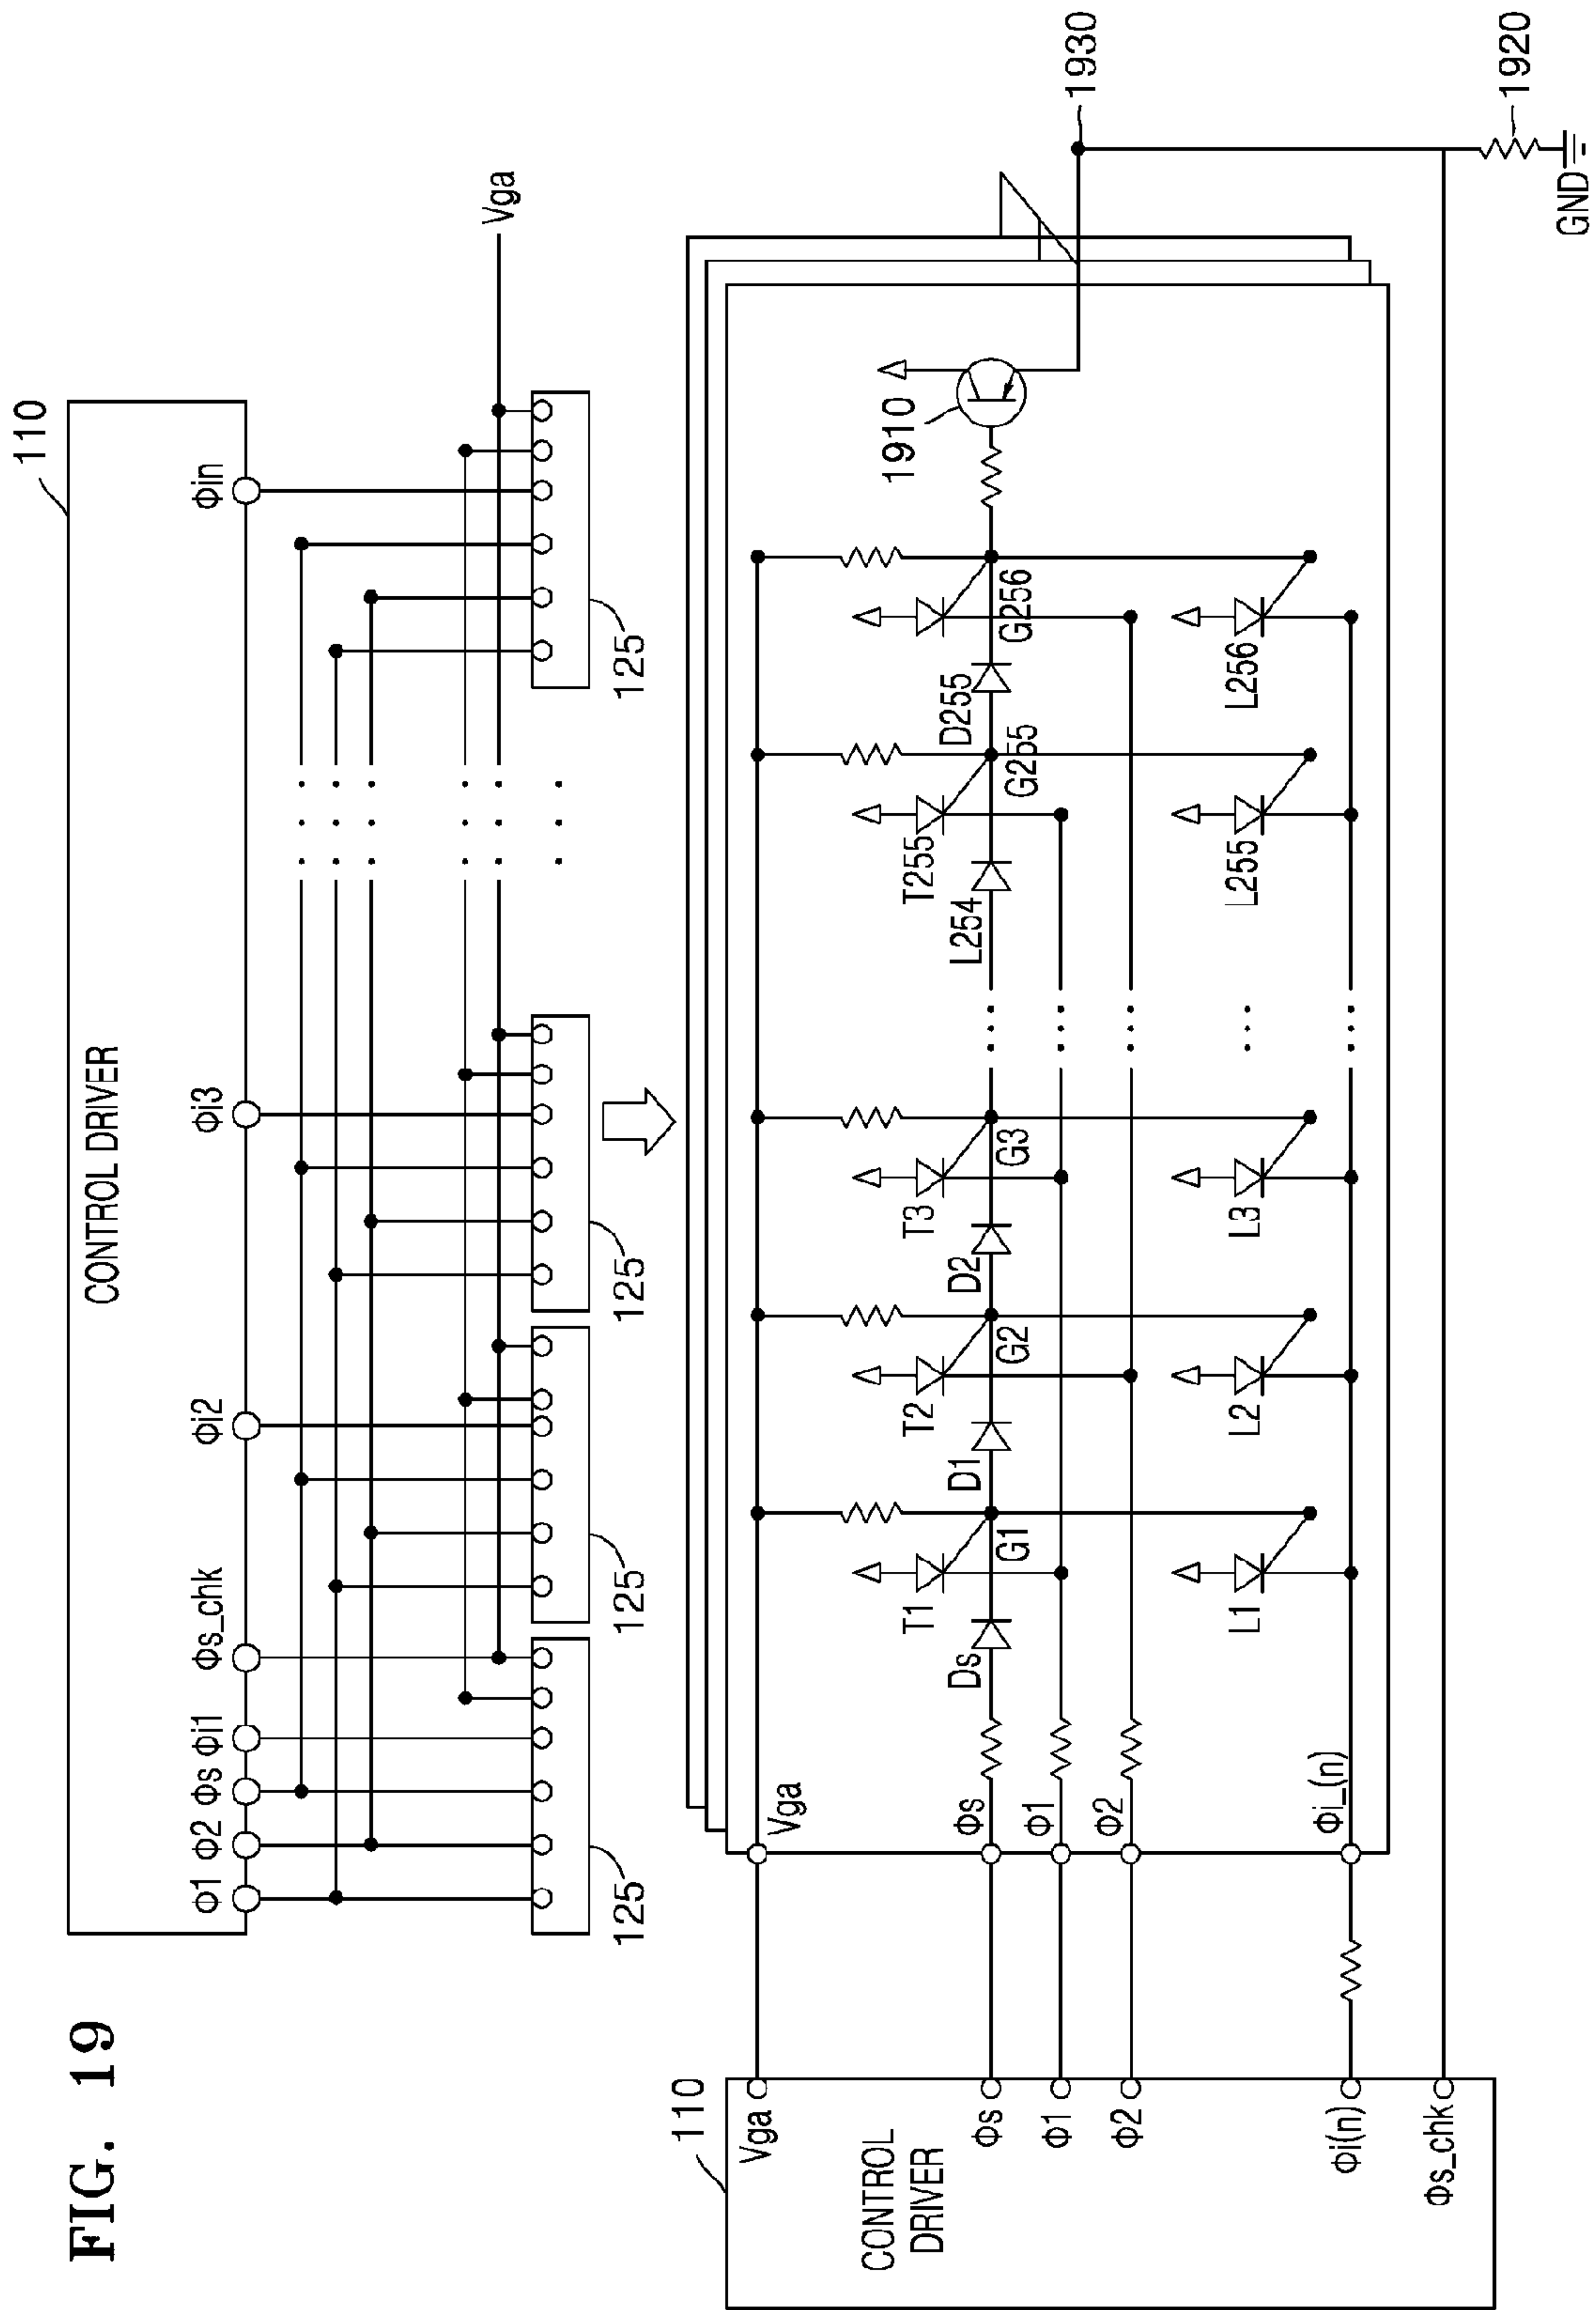 FIG. 19
110
CONTROL DRIVER
Φ1 Φ2 Φs Φi1 Φs_chk Φi2 Φi3 Φin
Vga
125 125 125 125
110
CONTROL
DRIVER
Vga
Φs
Φ1
Φ2
Φi(n)
Φs_chk
Vga
Φs
Φ1
Φ2
Φi_(n)
T1 T2 T3 T255
Ds D1 D2 L254 D255
G1 G2 G3 G255 G256
L1 L2 L3 L255 L256
1910
1930
1920
GND